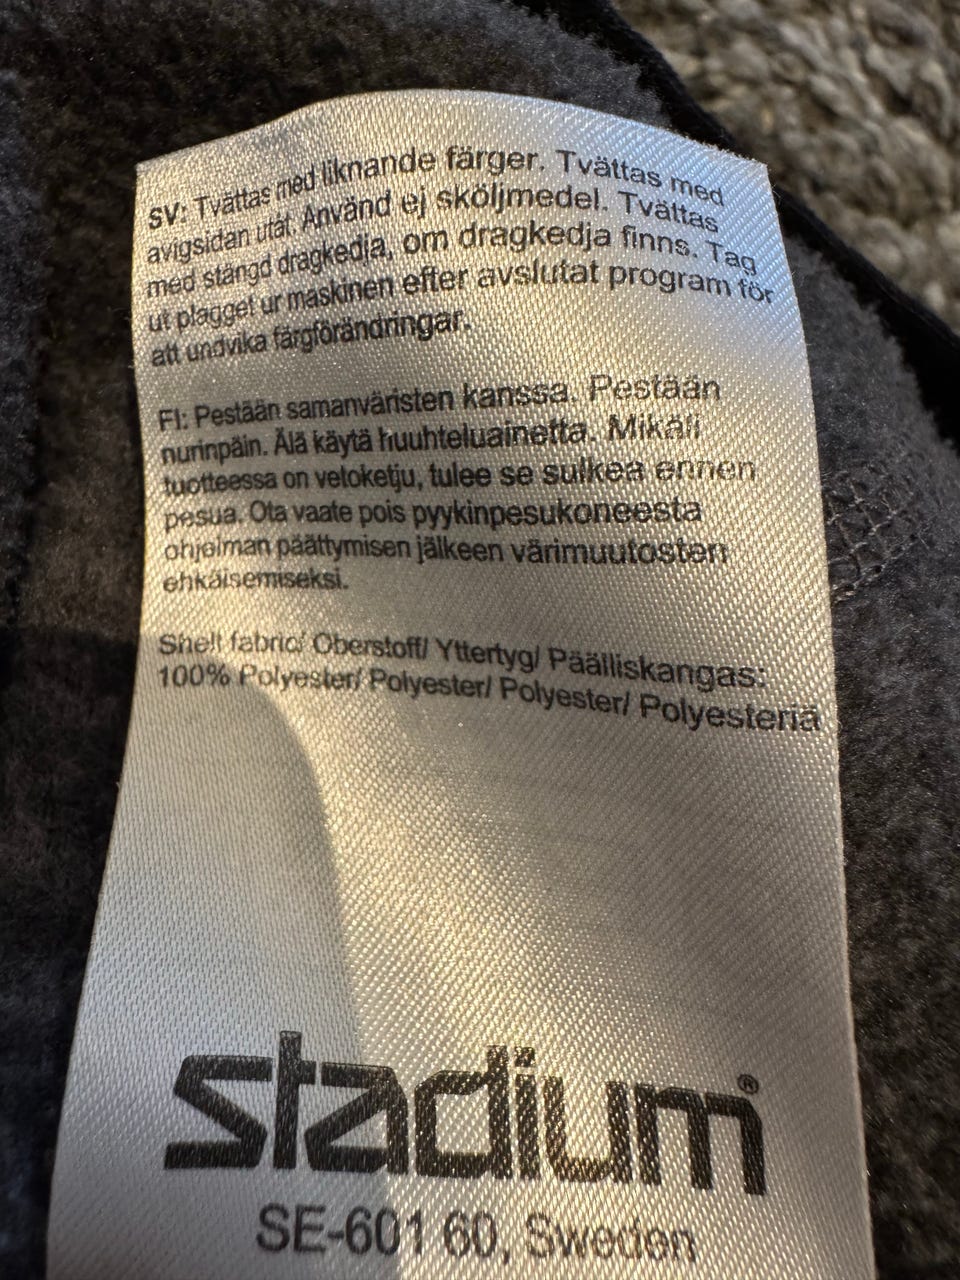 SV: Tvättas med liknande färger. Tvättas med
avigsidan utåt. Använd ej sköljmedel. Tvättas
med stängd dragkedja, om dragkedja finns. Tag
ut plagget ur maskinen efter avslutat program för
att undvika färgförändringar.
FI: Pestään samanväristen kanssa. Pestään
nurinpäin. Älä käytä huuhteluainetta. Mikäli
tuotteessa on vetoketju, tulee se sulkea ennen
pesua. Ota vaate pois pyykinpesukoneesta
ohjelman päättymisen jälkeen värimuutosten
ehkäisemiseksi.
Shell fabric/ Oberstoff/ Yttertyg/ Päälliskangas:
100% Polyester/ Polyester/ Polyester/ Polyesteriä
stadium®
SE-601 60, Sweden